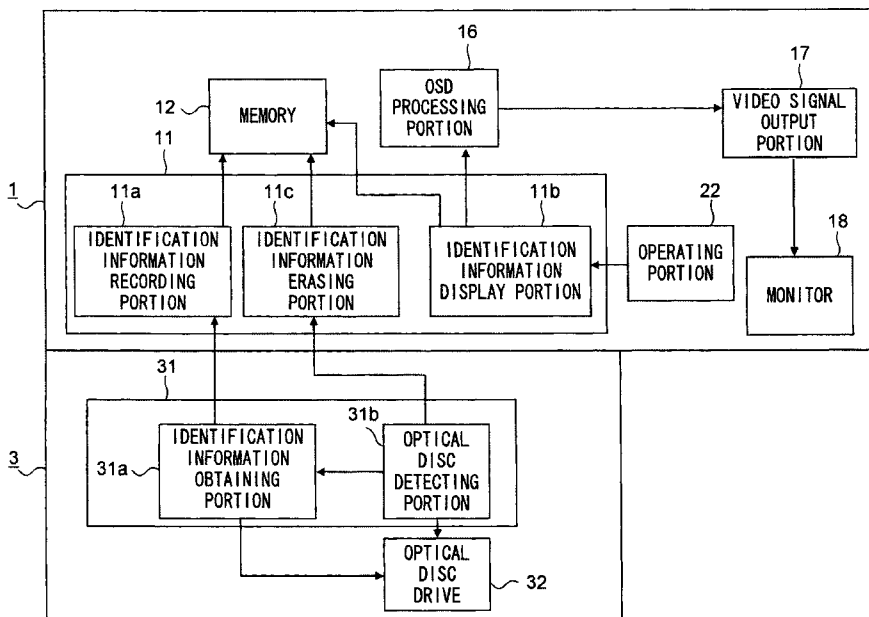 16
17
OSD
PROCESSING
PORTION
12
MEMORY
VIDEO SIGNAL
OUTPUT
PORTION
11
1
11a
11c
11b
22
18
IDENTIFICATION
INFORMATION
RECORDING
PORTION
IDENTIFICATION
INFORMATION
ERASING
PORTION
IDENTIFICATION
INFORMATION
DISPLAY PORTION
OPERATING
PORTION
MONITOR
31
31b
3
31a
IDENTIFICATION
INFORMATION
OBTAINING
PORTION
OPTICAL
DISC
DETECTING
PORTION
OPTICAL
DISC
DRIVE
32